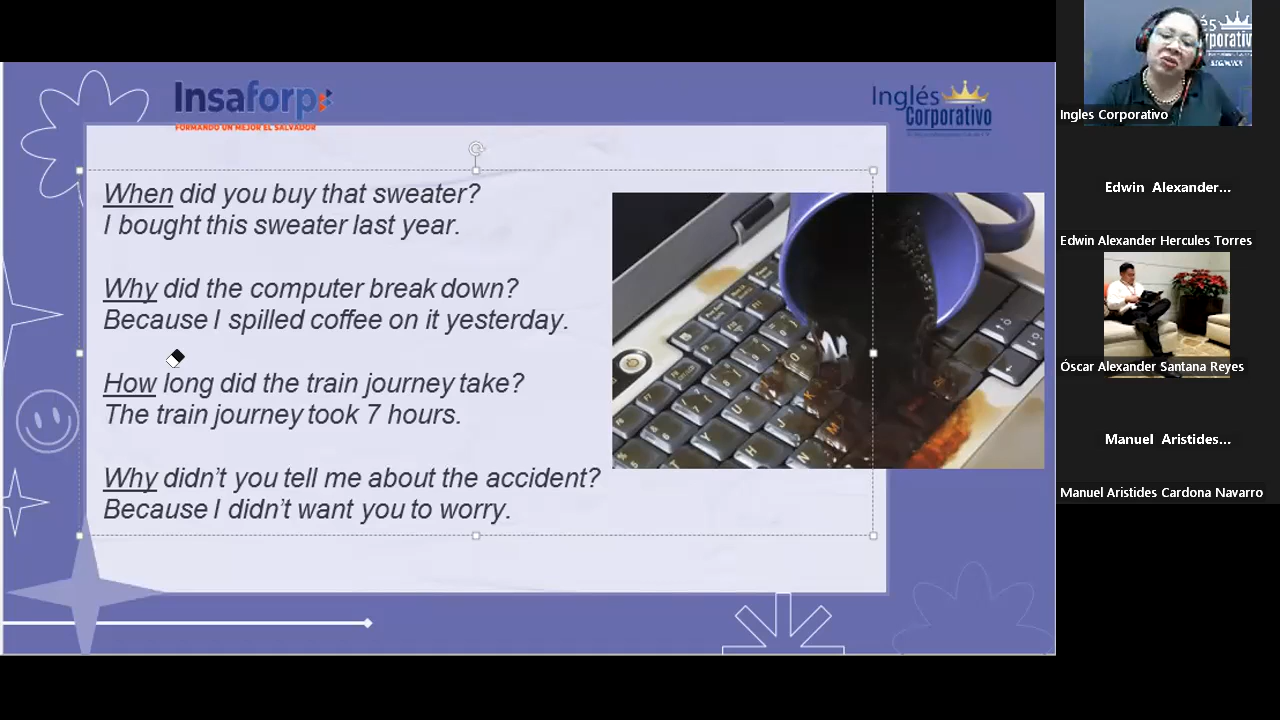 Insaforp
FORMANDO UN MEJOR EL SALVADOR
Inglés
Corporativo
When did you buy that sweater?
I bought this sweater last year.
Why did the computer break down?
Because I spilled coffee on it yesterday.
How long did the train journey take?
The train journey took 7 hours.
Why didn't you tell me about the accident?
Because I didn't want you to worry.
Ingles Corporativo
Edwin Alexander...
Edwin Alexander Hercules Torres
Óscar Alexander Santana Reyes
Manuel Aristides...
Manuel Aristides Cardona Navarro